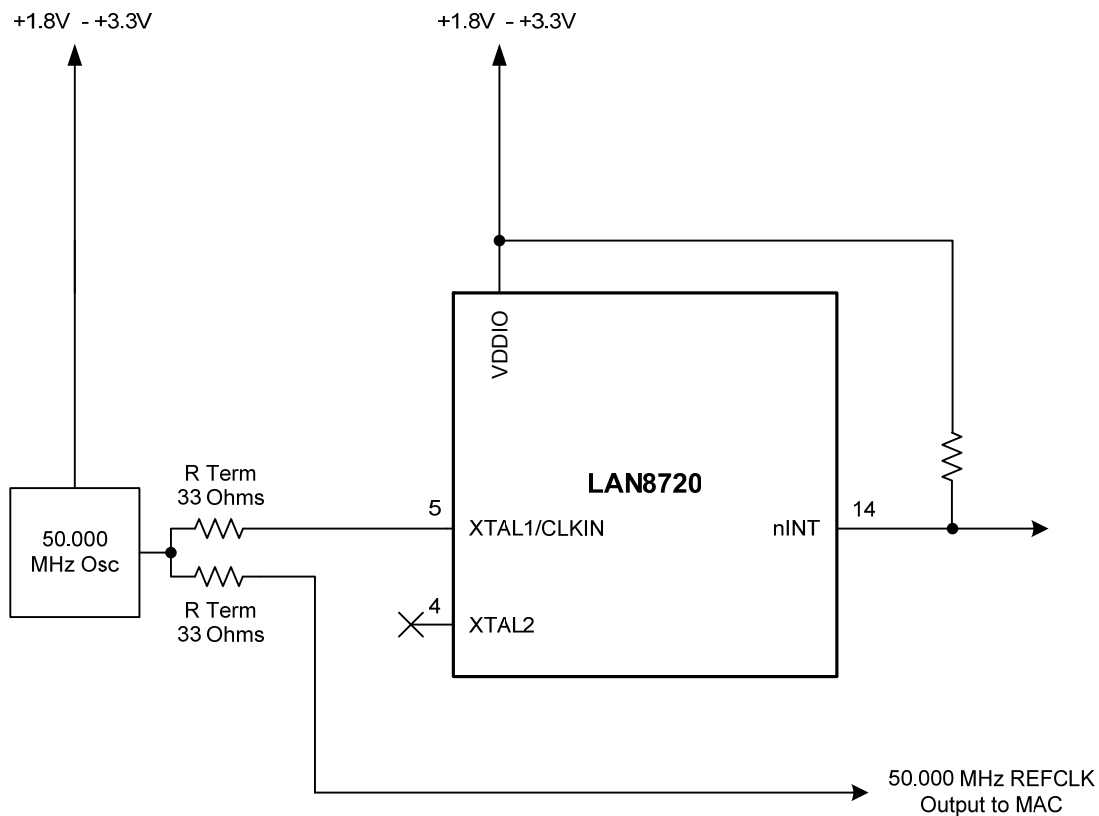 +1.8V - +3.3V
+1.8V - +3.3V
VDDIO
R Term
33 Ohms
50.000
MHz Osc
R Term
33 Ohms
LAN8720
5
XTAL1/CLKIN
nINT
14
4
XTAL2
50.000 MHz REFCLK
Output to MAC